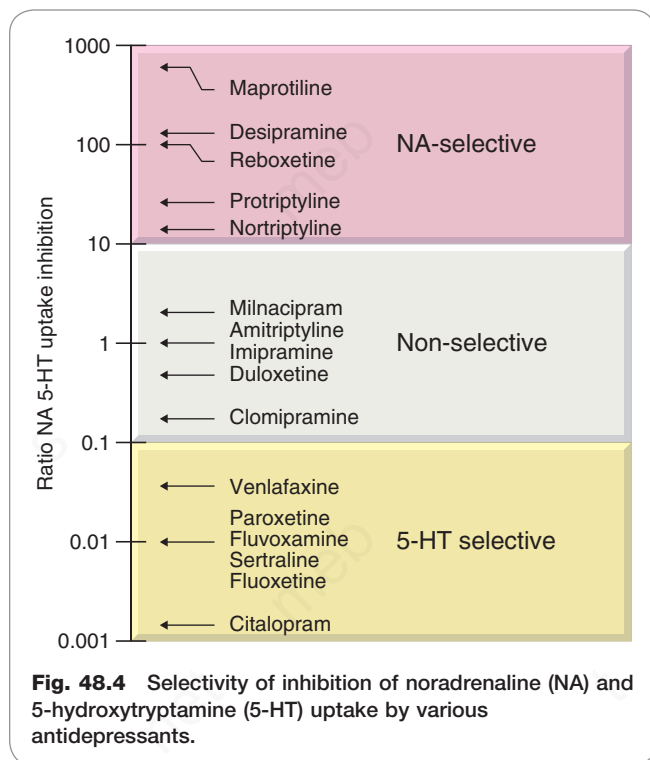 1000
Maprotiline
Desipramine
100
NA-selective
Reboxetine
Protriptyline
Nortriptyline
10
Ratio NA 5-HT uptake inhibition
Milnacipram
Amitriptyline
1
Non-selective
Imipramine
Duloxetine
Clomipramine
0.1
Venlafaxine
Paroxetine
0.01
Fluvoxamine
5-HT selective
Sertraline
Fluoxetine
Citalopram
0.001
Fig. 48.4 Selectivity of inhibition of noradrenaline (NA) and
5-hydroxytryptamine (5-HT) uptake by various
antidepressants.
meb
meb